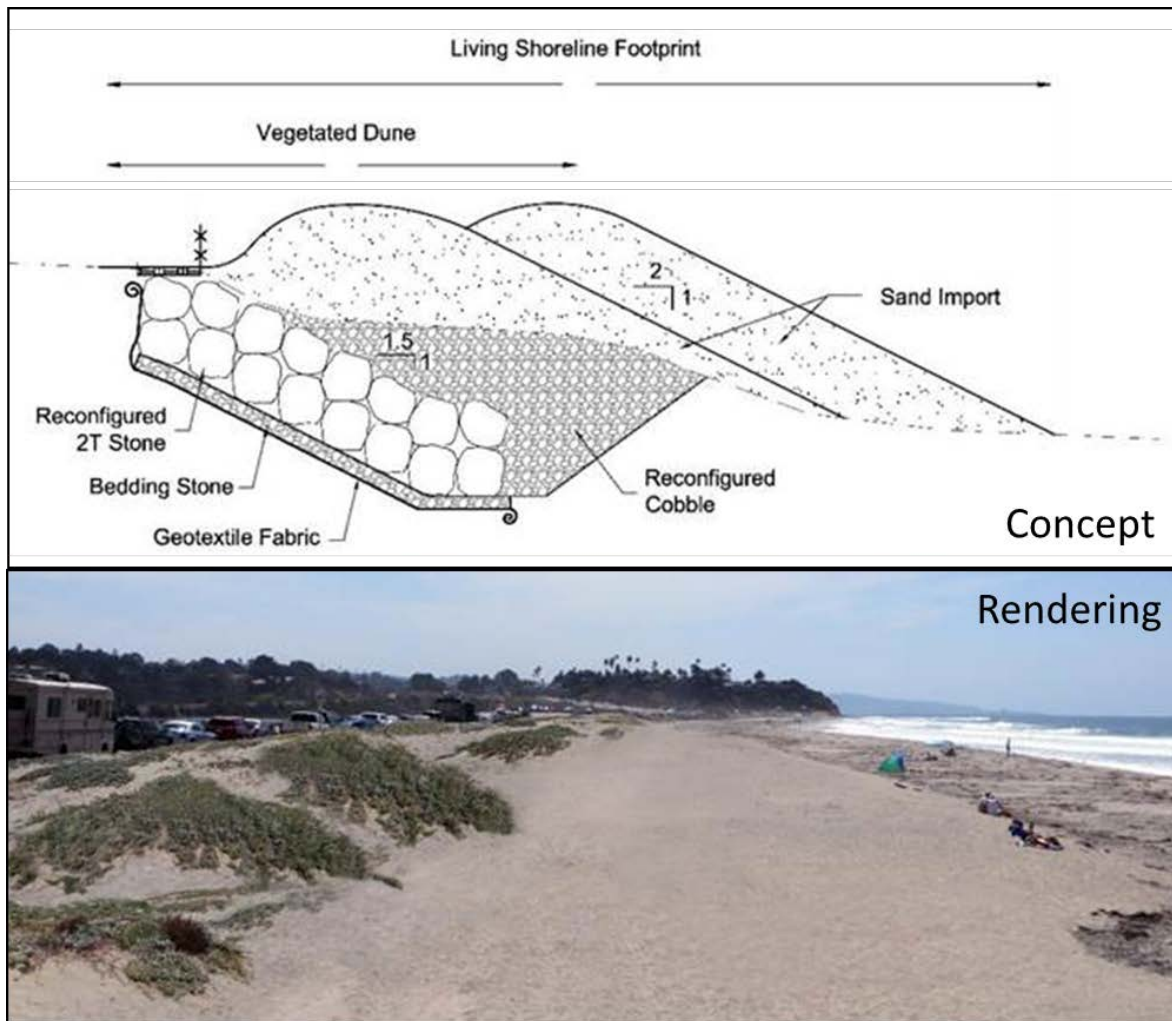 Living Shoreline Footprint
Vegetated Dune
2
1
Sand Import
1.5
1
Reconfigured
2T Stone
Bedding Stone
Geotextile Fabric
Reconfigured
Cobble
Concept
Rendering